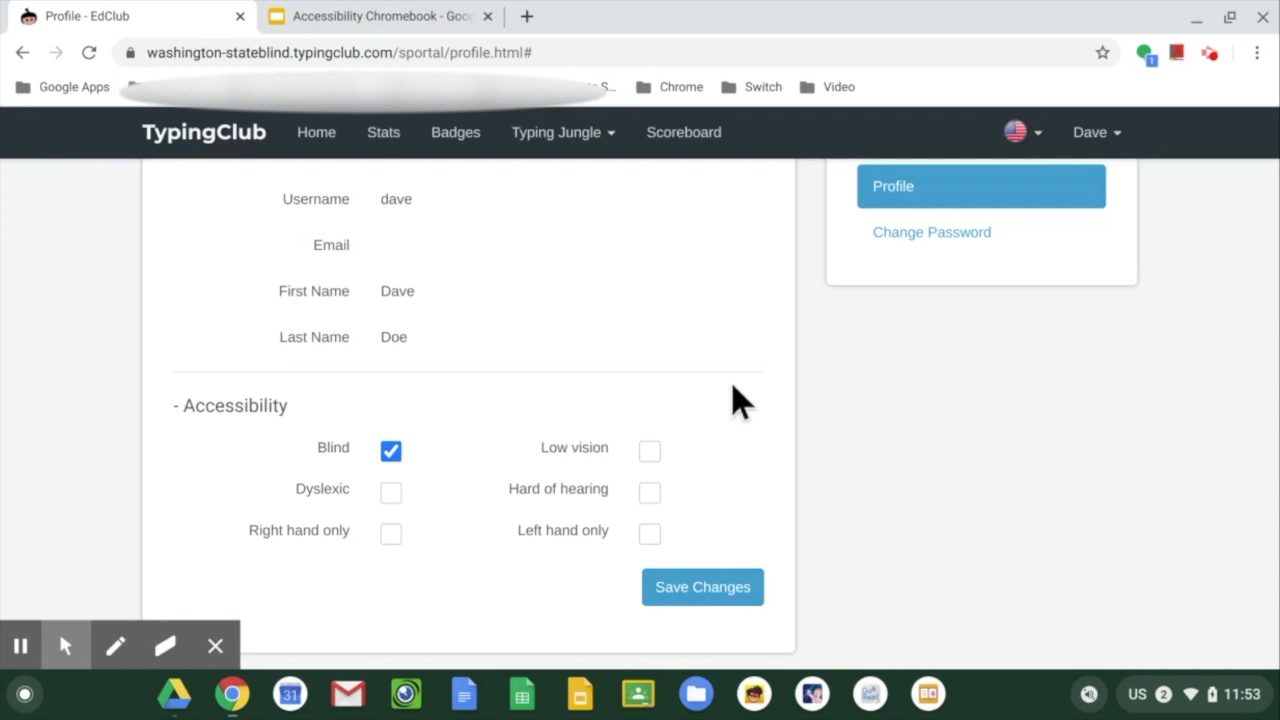 Profile - EdClub
Accessibility Chromebook - Goo
washington-stateblind.typingclub.com/sportal/profile.html#
1
Google Apps
S...
Chrome
Switch
Video
TypingClub
Home
Stats
Badges
Typing Jungle
Scoreboard
Dave
Profile
Change Password
Username dave
Email
First Name Dave
Last Name Doe
- Accessibility
Blind
Low vision
Dyslexic
Hard of hearing
Right hand only
Left hand only
Save Changes
31
US 2 11:53